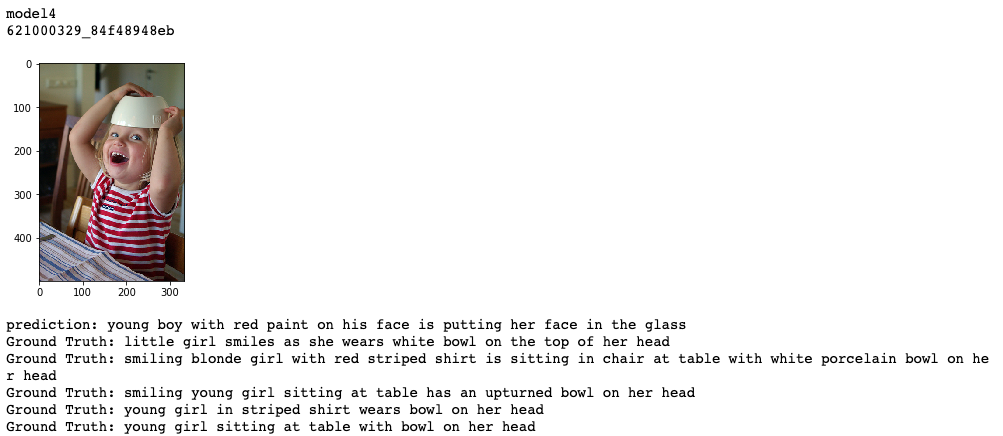 model4
621000329_84f48948eb
0
100
200
300
400
0 100 200 300
prediction: young boy with red paint on his face is putting her face in the glass
Ground Truth: little girl smiles as she wears white bowl on the top of her head
Ground Truth: smiling blonde girl with red striped shirt is sitting in chair at table with white porcelain bowl on he
r head
Ground Truth: smiling young girl sitting at table has an upturned bowl on her head
Ground Truth: young girl in striped shirt wears bowl on her head
Ground Truth: young girl sitting at table with bowl on her head